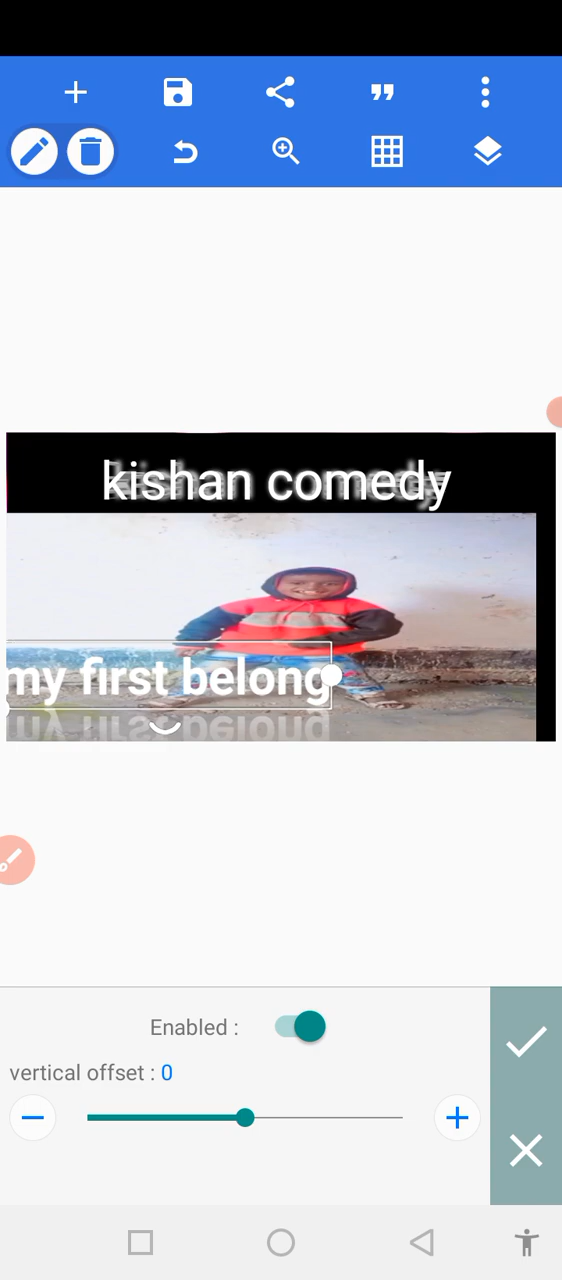 kishan comedy
my first belong
Enabled :
vertical offset : 0